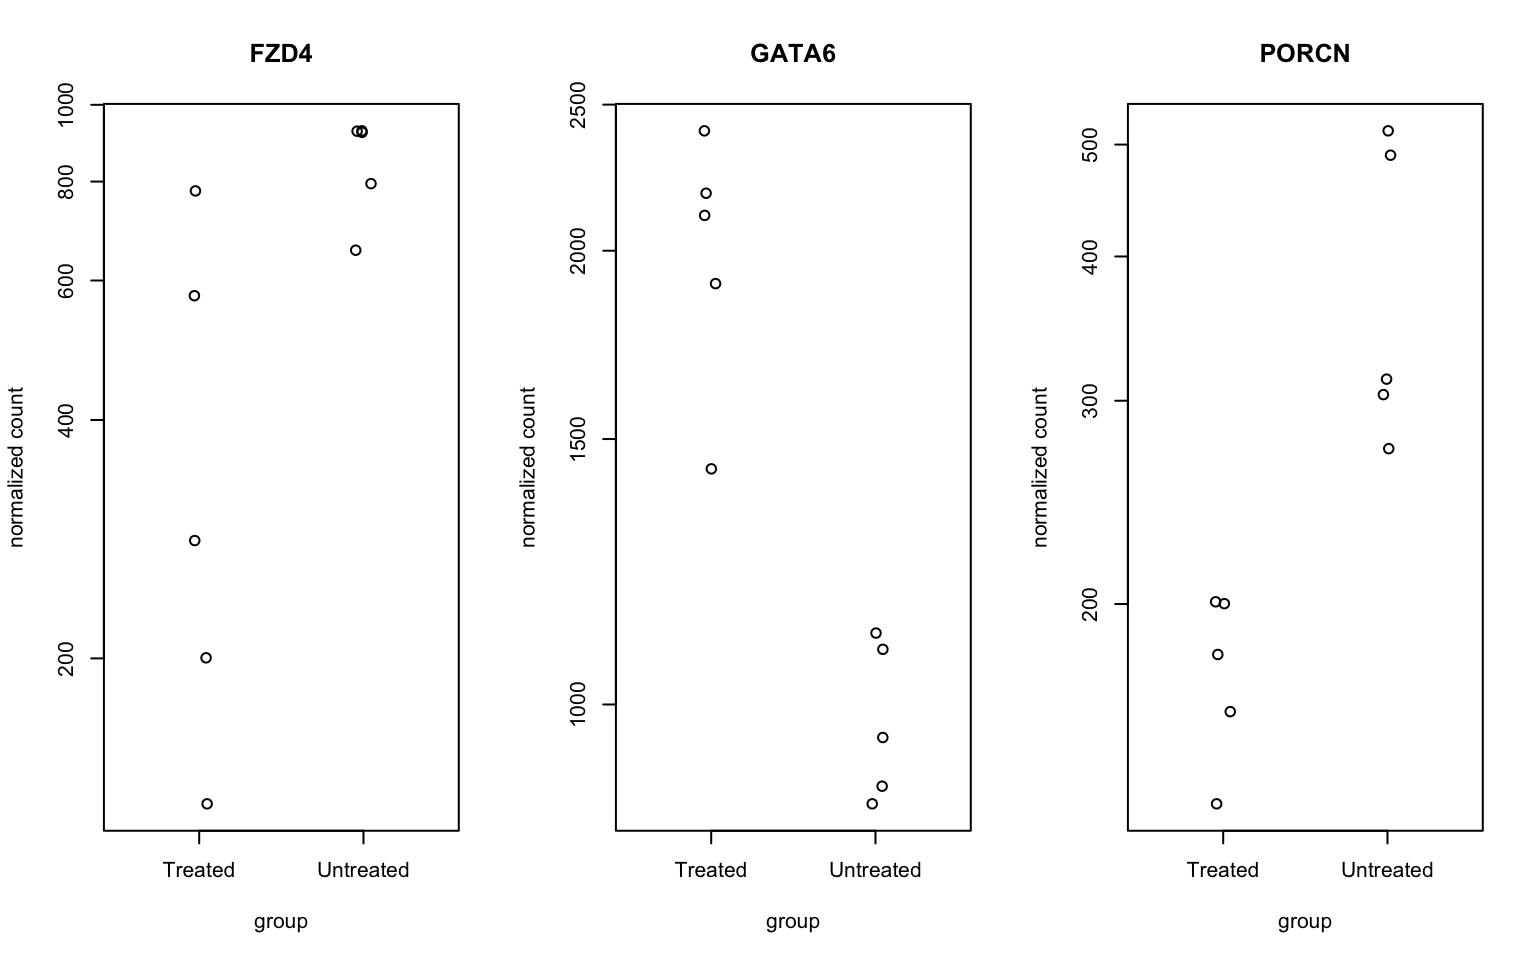 FZD4
1000
800
600
400
200
normalized count
Treated
Untreated
group
GATA6
2500
2000
1500
1000
normalized count
Treated
Untreated
group
PORCN
500
400
300
200
normalized count
Treated
Untreated
group